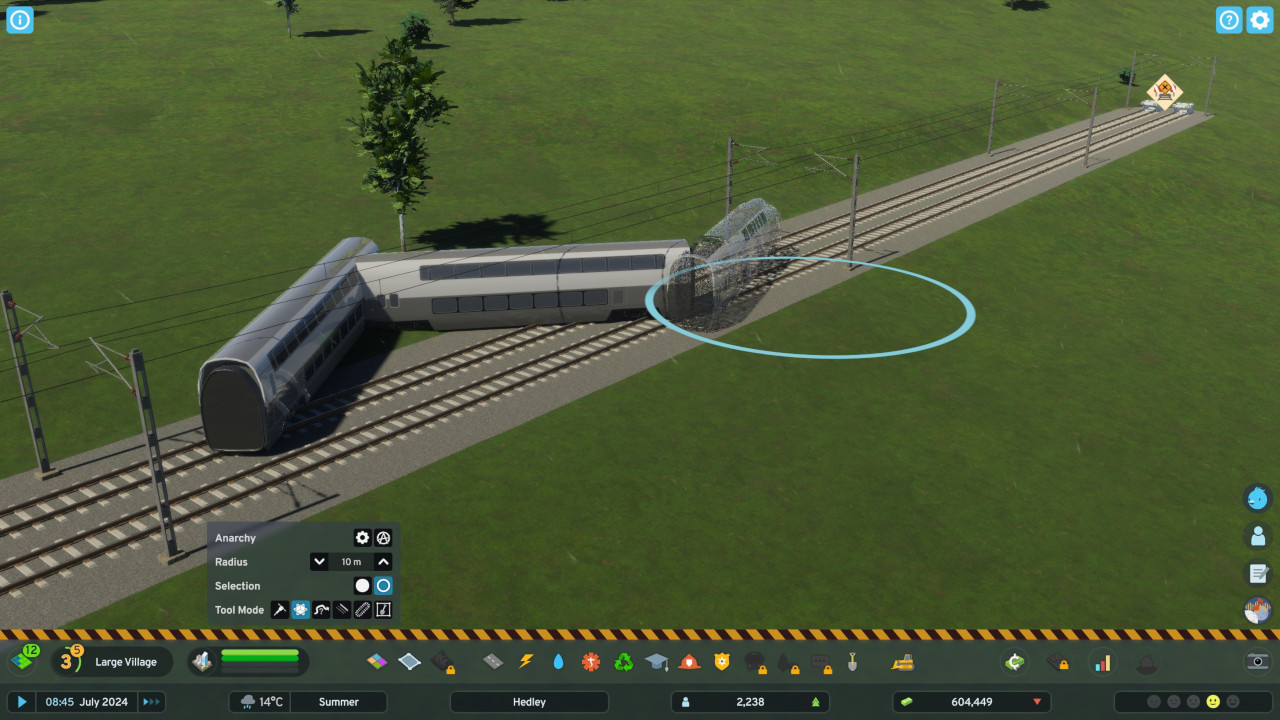 Anarchy
Radius 10 m
Selection
Tool Mode
12
3 5 Large Village
08:45 July 2024 14°C Summer Hedley 2,238 604,449